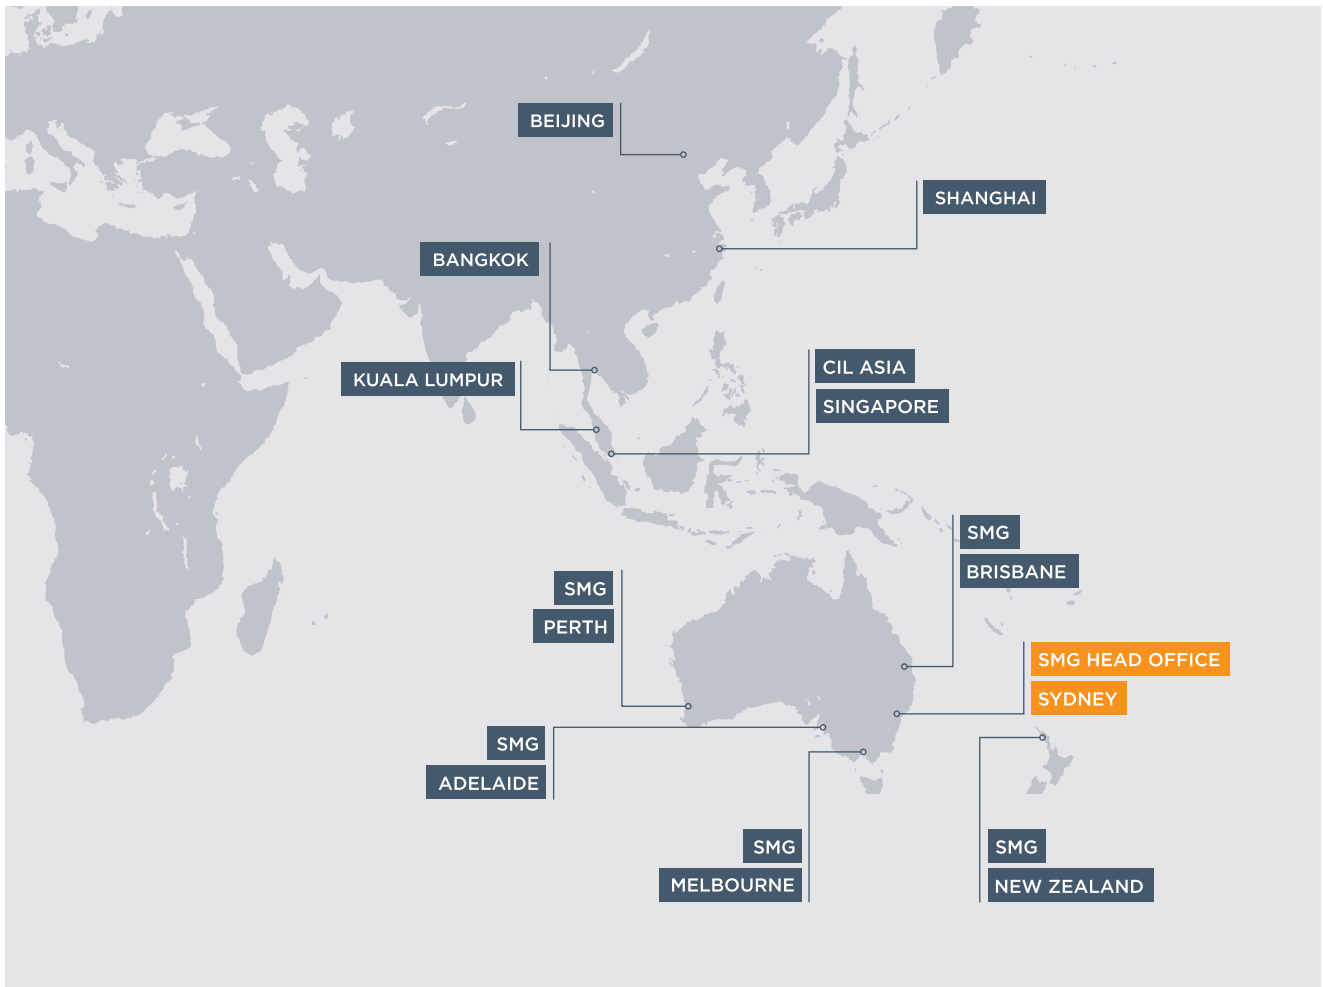 BEIJING
SHANGHAI
BANGKOK
KUALA LUMPUR
CIL ASIA
SINGAPORE
SMG
BRISBANE
SMG
PERTH
SMG HEAD OFFICE
SYDNEY
SMG
ADELAIDE
SMG
MELBOURNE
SMG
NEW ZEALAND